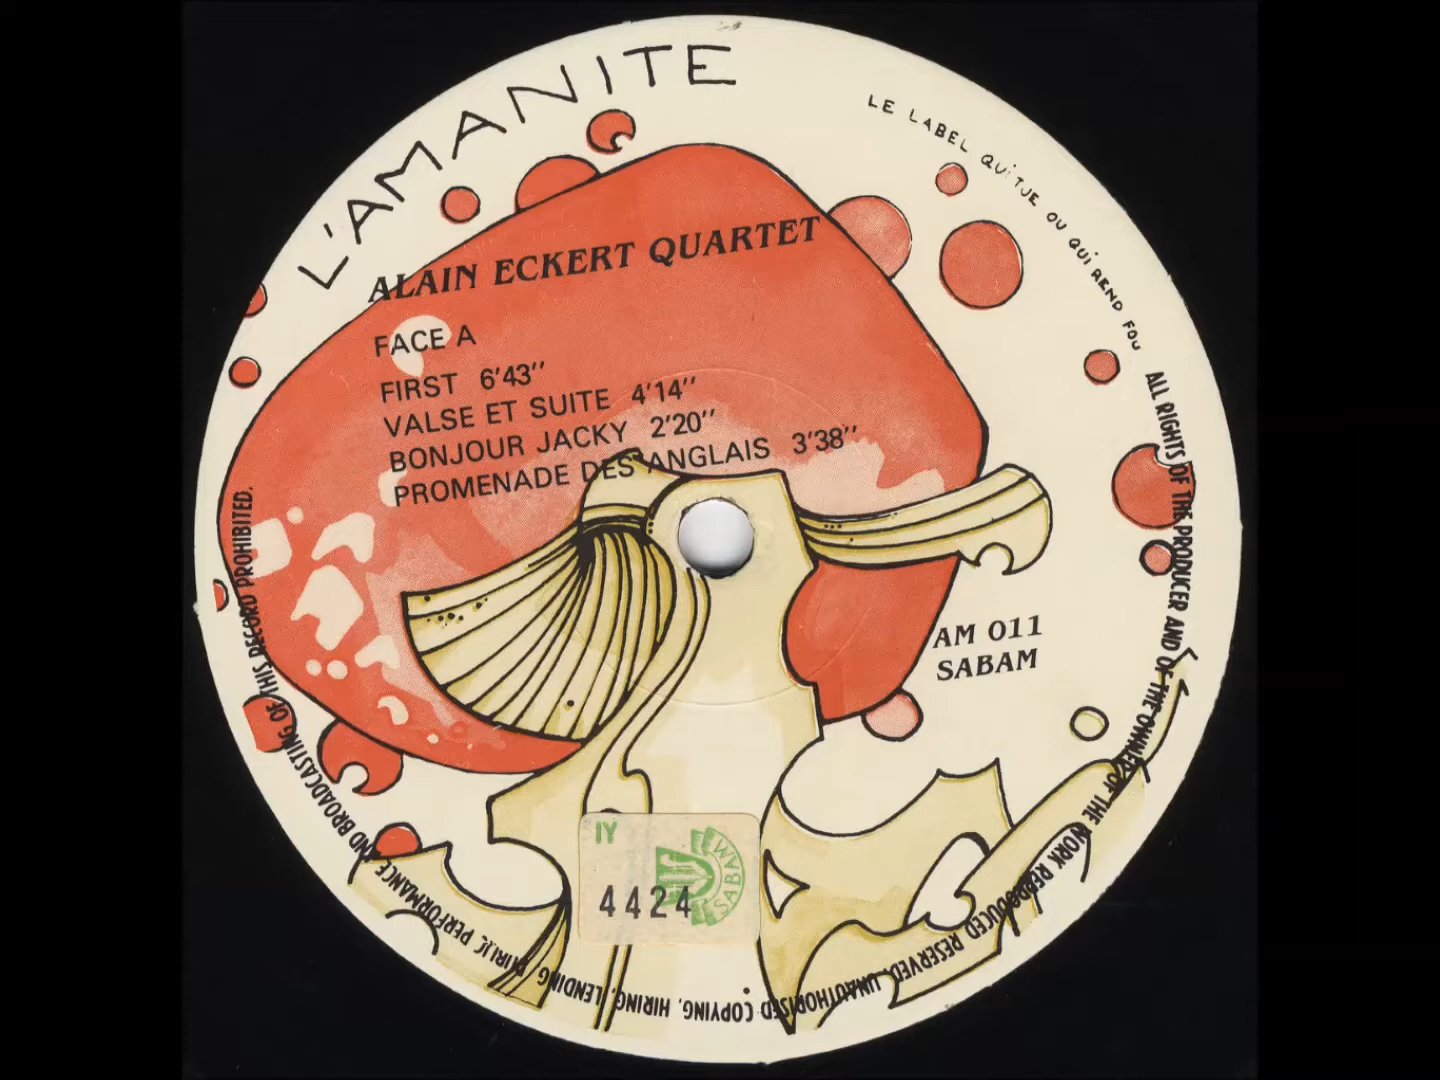 L'AMANITE
LE LABEL QUI TUE OU QUI REND FOU
ALAIN ECKERT QUARTET
FACE A
FIRST 6'43''
VALSE ET SUITE 4'14''
BONJOUR JACKY 2'20''
PROMENADE DES ANGLAIS 3'38''
AM 011
SABAM
IY
SABAM
4424
ALL RIGHTS OF THE PRODUCER AND OF THE OWNER OF THE WORK REPRODUCED RESERVED. UNAUTHORISED COPYING, HIRING, LENDING, PUBLIC PERFORMANCE AND BROADCASTING OF THIS RECORD PROHIBITED.